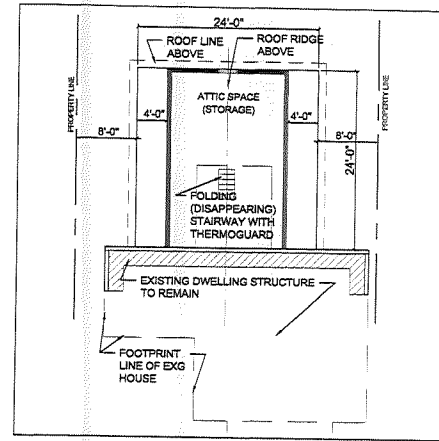 24'-0"
ROOF LINE
ABOVE
ROOF RIDGE
ABOVE
PROPERTY LINE
PROPERTY LINE
ATTIC SPACE
(STORAGE)
4'-0"
4'-0"
8'-0"
8'-0"
24'-0"
FOLDING
(DISAPPEARING)
STAIRWAY WITH
THERMOGUARD
EXISTING DWELLING STRUCTURE
TO REMAIN
FOOTPRINT
LINE OF EXG
HOUSE